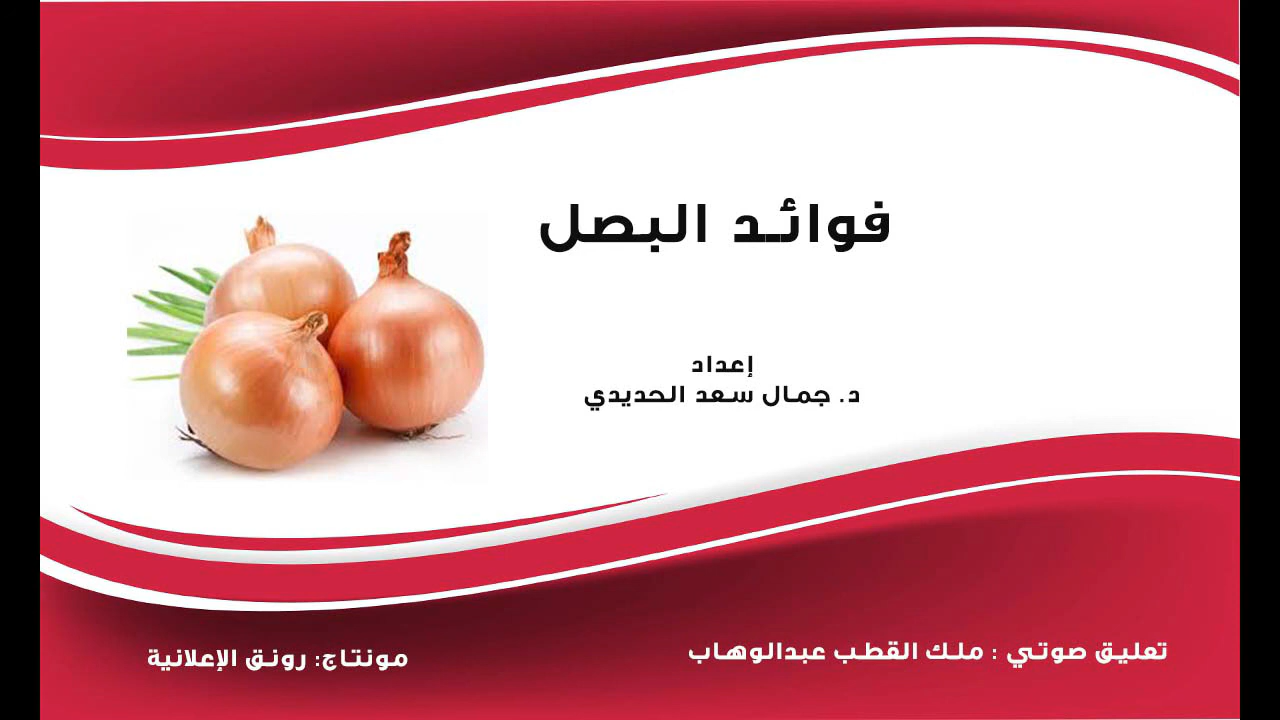 فوائد البصل
إعداد
د. جمال سعد الحديدي
تعليق صوتي : ملك القطب عبدالوهاب
مونتاج: رونق الإعلانية